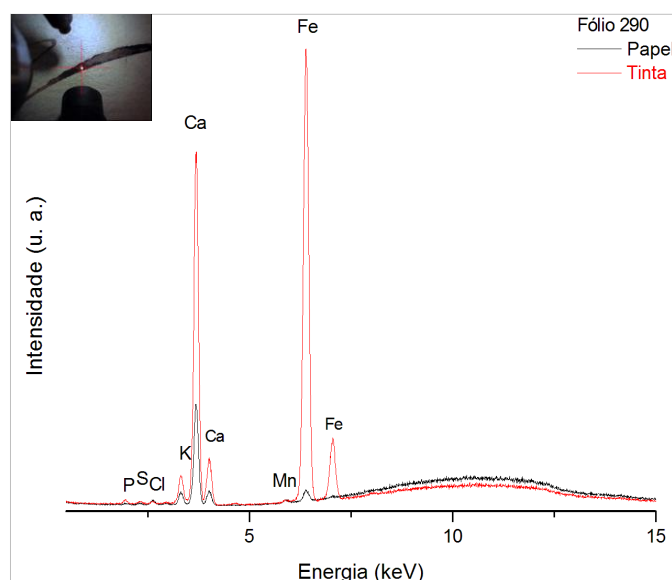 Fólio 290
Papel
Tinta
Fe
Ca
Fe
K
Ca
P
S
Cl
Mn
Intensidade (u. a.)
5
10
15
Energia (keV)